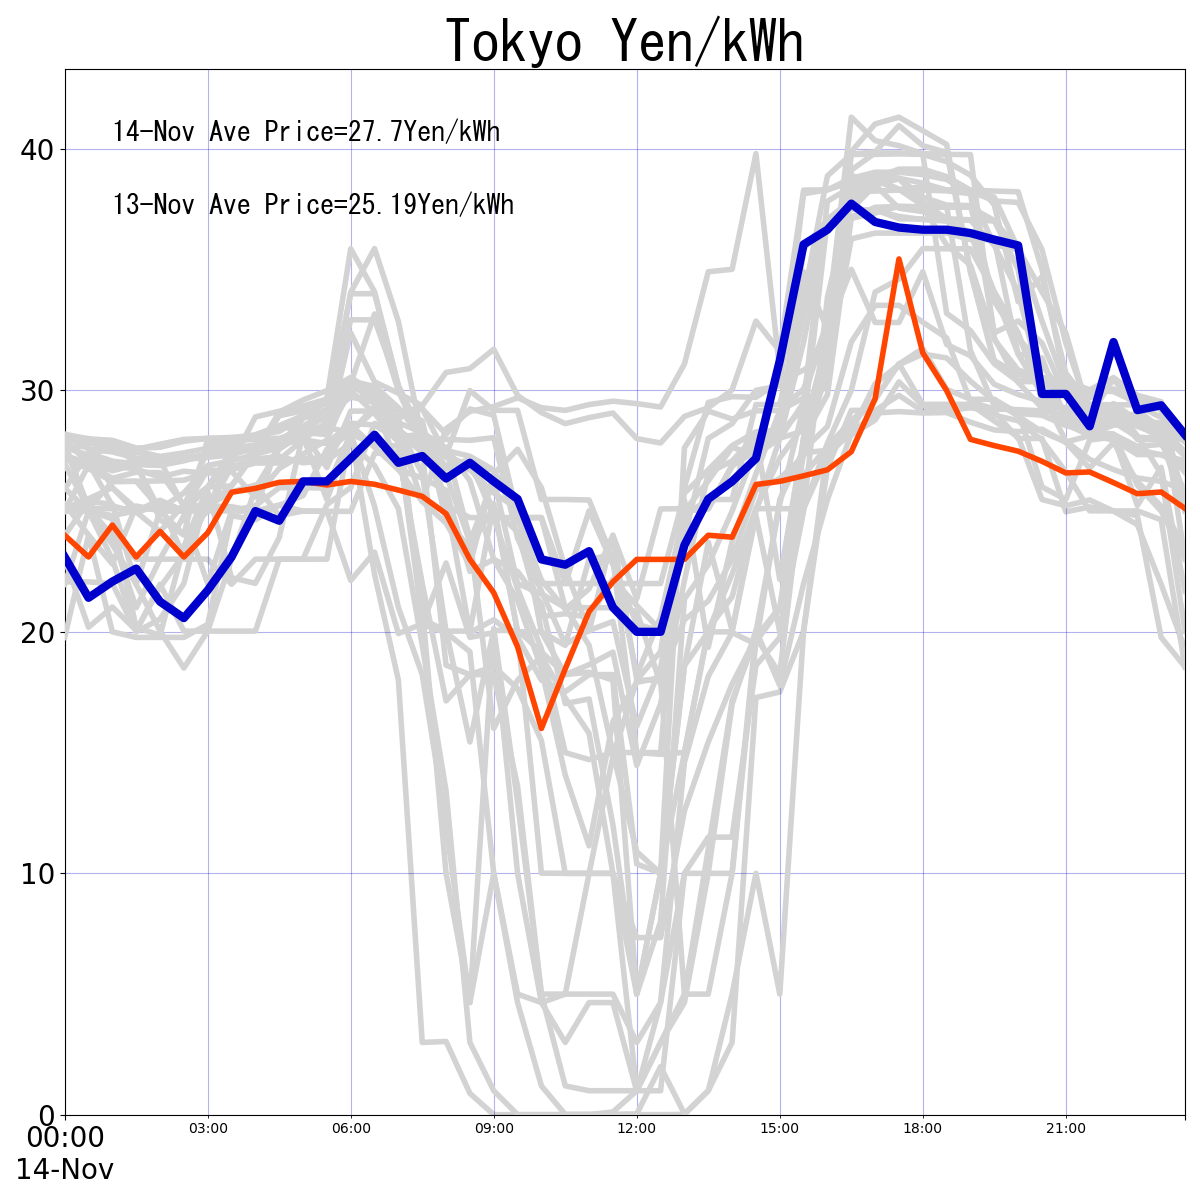 Tokyo Yen/kWh
14-Nov Ave Price=27.7Yen/kWh
13-Nov Ave Price=25.19Yen/kWh
40
30
20
10
0
00:00 03:00 06:00 09:00 12:00 15:00 18:00 21:00
14-Nov